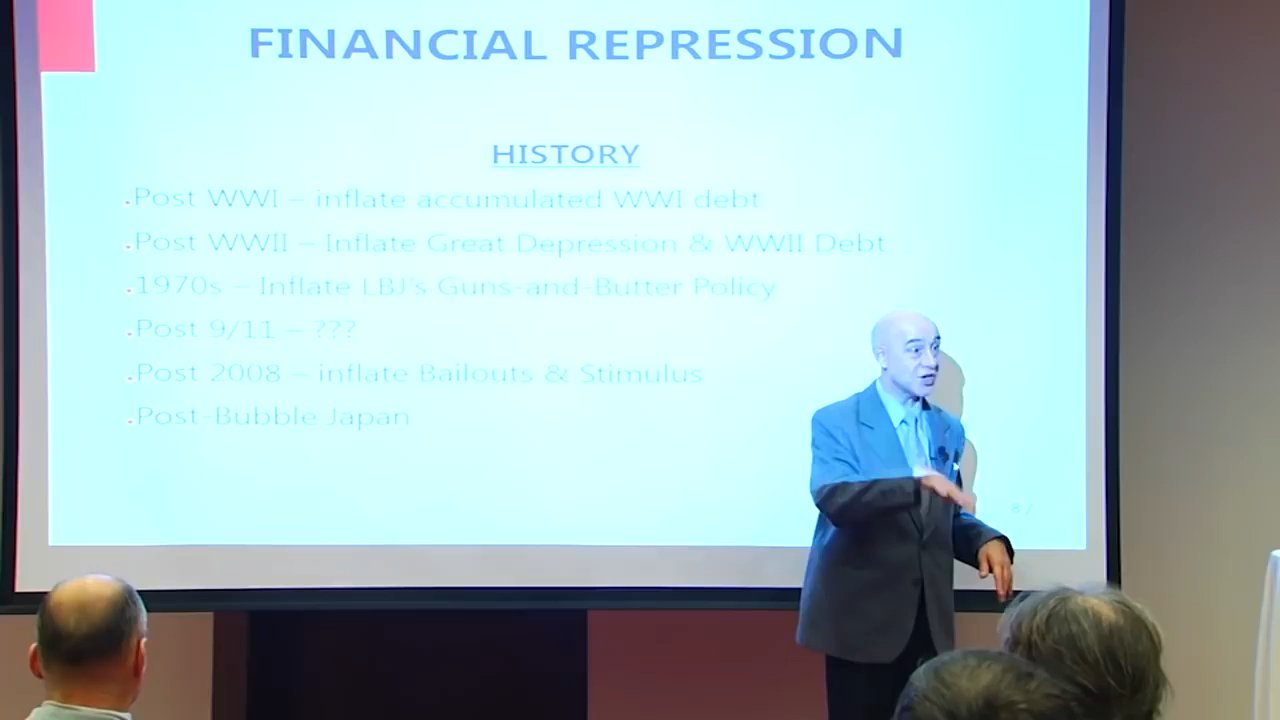 FINANCIAL REPRESSION
HISTORY
.Post WWI – inflate accumulated WWI debt
.Post WWII – Inflate Great Depression & WWII Debt
.1970s – Inflate LBJ's Guns-and-Butter Policy
.Post 9/11 – ???
.Post 2008 – inflate Bailouts & Stimulus
.Post-Bubble Japan